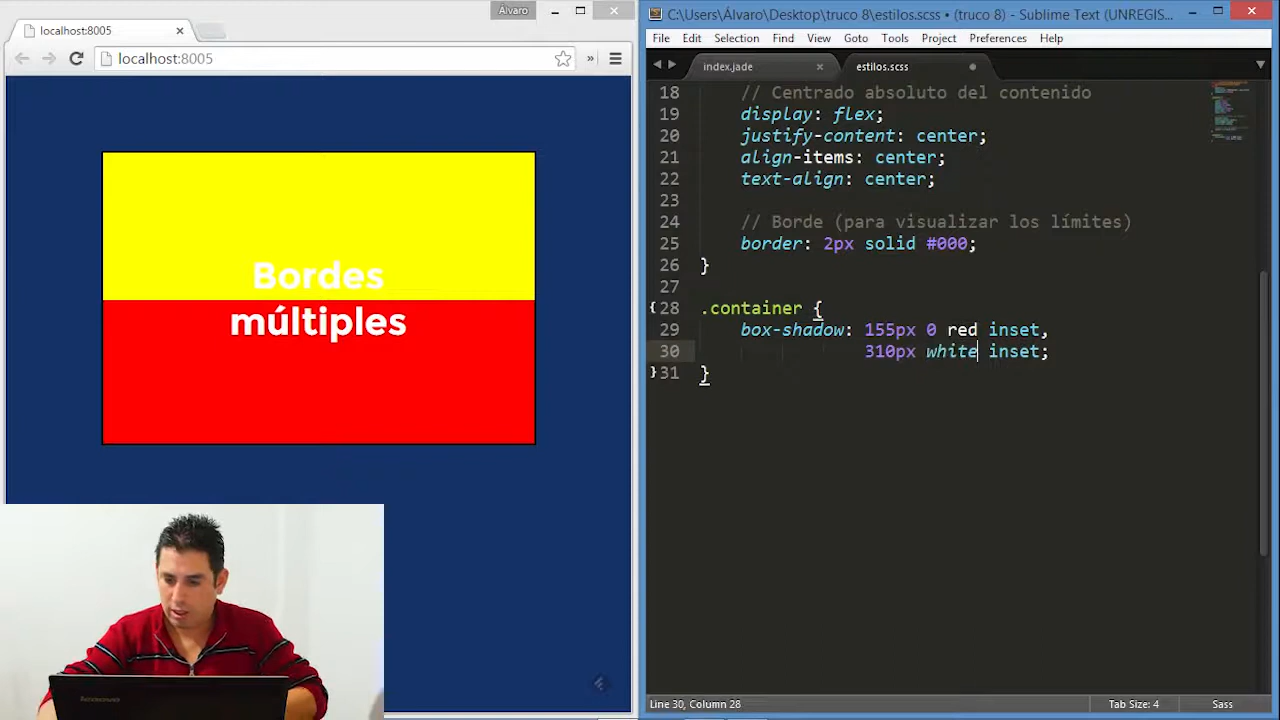 Álvaro
localhost:8005
localhost:8005
»
Bordes
múltiples
C:\Users\Álvaro\Desktop\truco 8\estilos.scss • (truco 8) - Sublime Text (UNREGIS...
File Edit Selection Find View Goto Tools Project Preferences Help
index.jade estilos.scss
18 // Centrado absoluto del contenido
19 display: flex;
20 justify-content: center;
21 align-items: center;
22 text-align: center;
23
24 // Borde (para visualizar los límites)
25 border: 2px solid #000;
26 }
27
28 .container {
29 box-shadow: 155px 0 red inset,
30 310px white inset;
31 }
Line 30, Column 28 Tab Size: 4 Sass